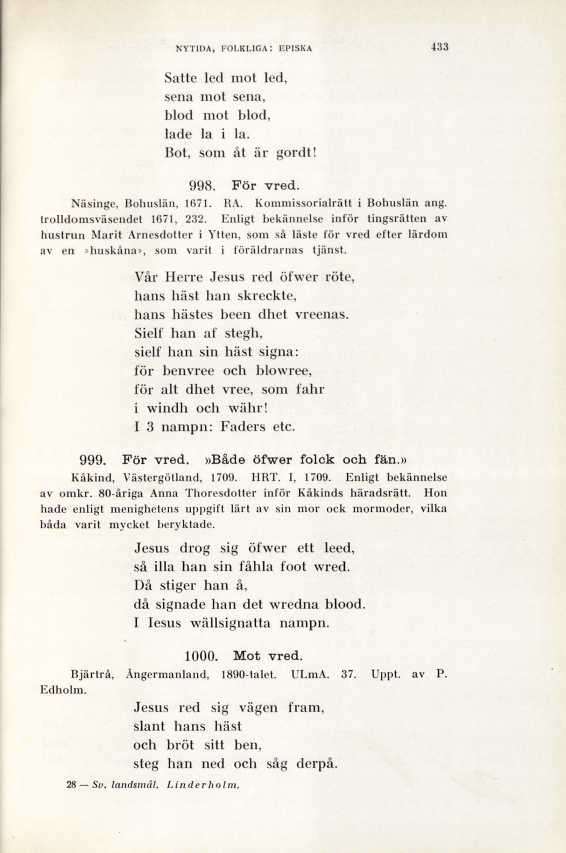 NYTIDA, FOLKLIGA: EPISKA 433
Satte led mot led,
sena mot sena,
blod mot blod,
lade la i la.
Bot, som åt är gordt!
998. För vred.
Näsinge, Bohuslän, 1671. RA. Kommissorialrätt i Bohuslän ang.
trolldomsväsendet 1671, 232. Enligt bekännelse inför tingsrätten av
hustrun Marit Arnesdotter i Ytten, som så läste för vred efter lärdom
av en »huskåna», som varit i föräldrarnas tjänst.
Vår Herre Jesus red öfwer röte,
hans häst han skreckte,
hans hästes been dhet vreenas.
Sielf han af stegh,
sielf han sin häst signa:
för benvree och blowree,
för alt dhet vree, som fahr
i windh och währ!
I 3 nampn: Faders etc.
999. För vred. »Både öfwer folck och fän.»
Kåkind, Västergötland, 1709. HRT. I, 1709. Enligt bekännelse
av omkr. 80-åriga Anna Thoresdotter inför Kåkinds häradsrätt. Hon
hade enligt menighetens uppgift lärt av sin mor ock mormoder, vilka
båda varit mycket beryktade.
Jesus drog sig öfwer ett leed,
så illa han sin fåhla foot wred.
Då stiger han å,
då signade han det wredna blood.
I Iesus wällsignatta nampn.
1000. Mot vred.
Bjärtrå, Ångermanland, 1890-talet. ULmA. 37. Uppt. av P.
Edholm.
Jesus red sig vägen fram,
slant hans häst
och bröt sitt ben,
steg han ned och såg derpå.
28 — Sv. landsmål. Linderholm.